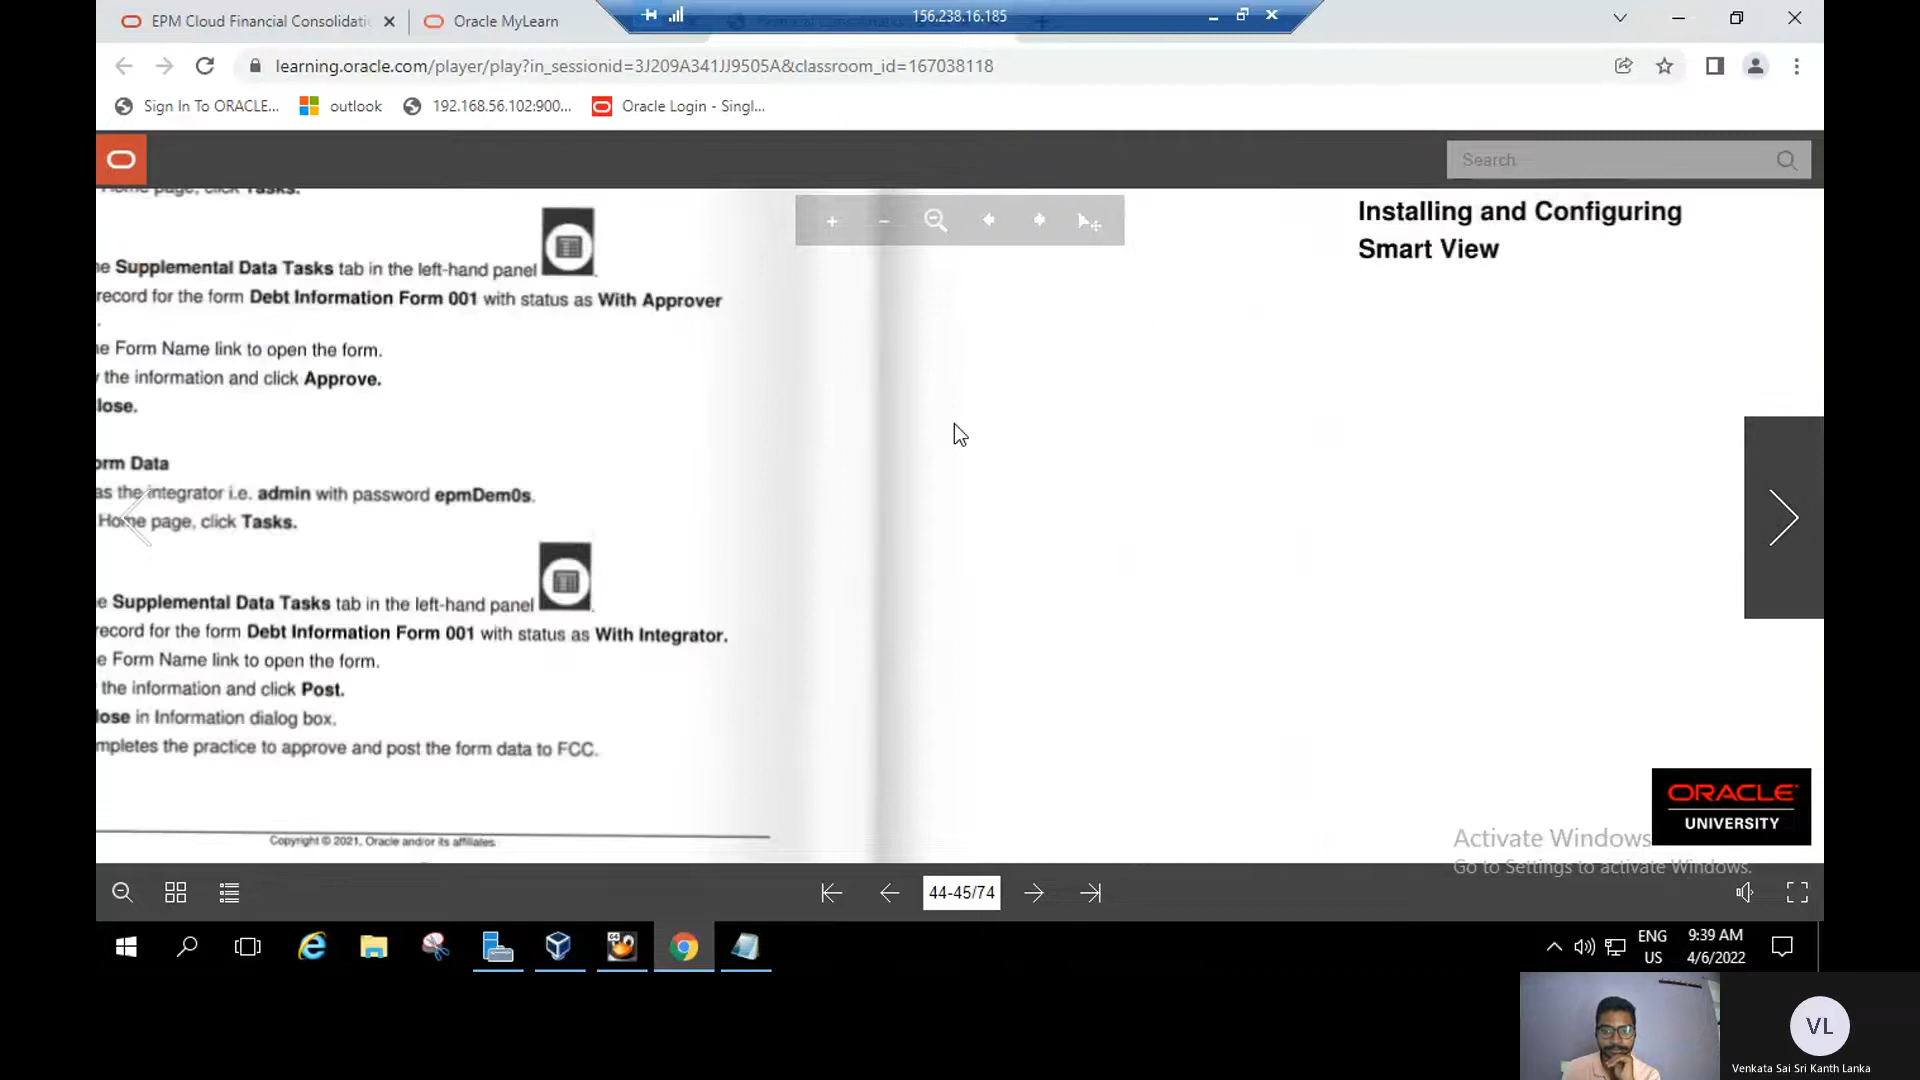 EPM Cloud Financial Consolidati
Oracle MyLearn
156.238.16.185
learning.oracle.com/player/play?in_sessionid=3J209A341JJ9505A&classroom_id=167038118
Sign In To ORACLE...
outlook
192.168.56.102:900...
Oracle Login - Singl...
Search
Home page, click Tasks.
e Supplemental Data Tasks tab in the left-hand panel
record for the form Debt Information Form 001 with status as With Approver
.
e Form Name link to open the form.
the information and click Approve.
lose.
orm Data
as the integrator i.e. admin with password epmDem0s.
Home page, click Tasks.
e Supplemental Data Tasks tab in the left-hand panel
record for the form Debt Information Form 001 with status as With Integrator.
e Form Name link to open the form.
the information and click Post.
lose in Information dialog box.
mpletes the practice to approve and post the form data to FCC.
Copyright © 2021, Oracle and/or its affiliates.
Installing and Configuring
Smart View
ORACLE
UNIVERSITY
Activate Windows
Go to Settings to activate Windows.
44-45/74
64
ENG
US
9:39 AM
4/6/2022
VL
Venkata Sai Sri Kanth Lanka